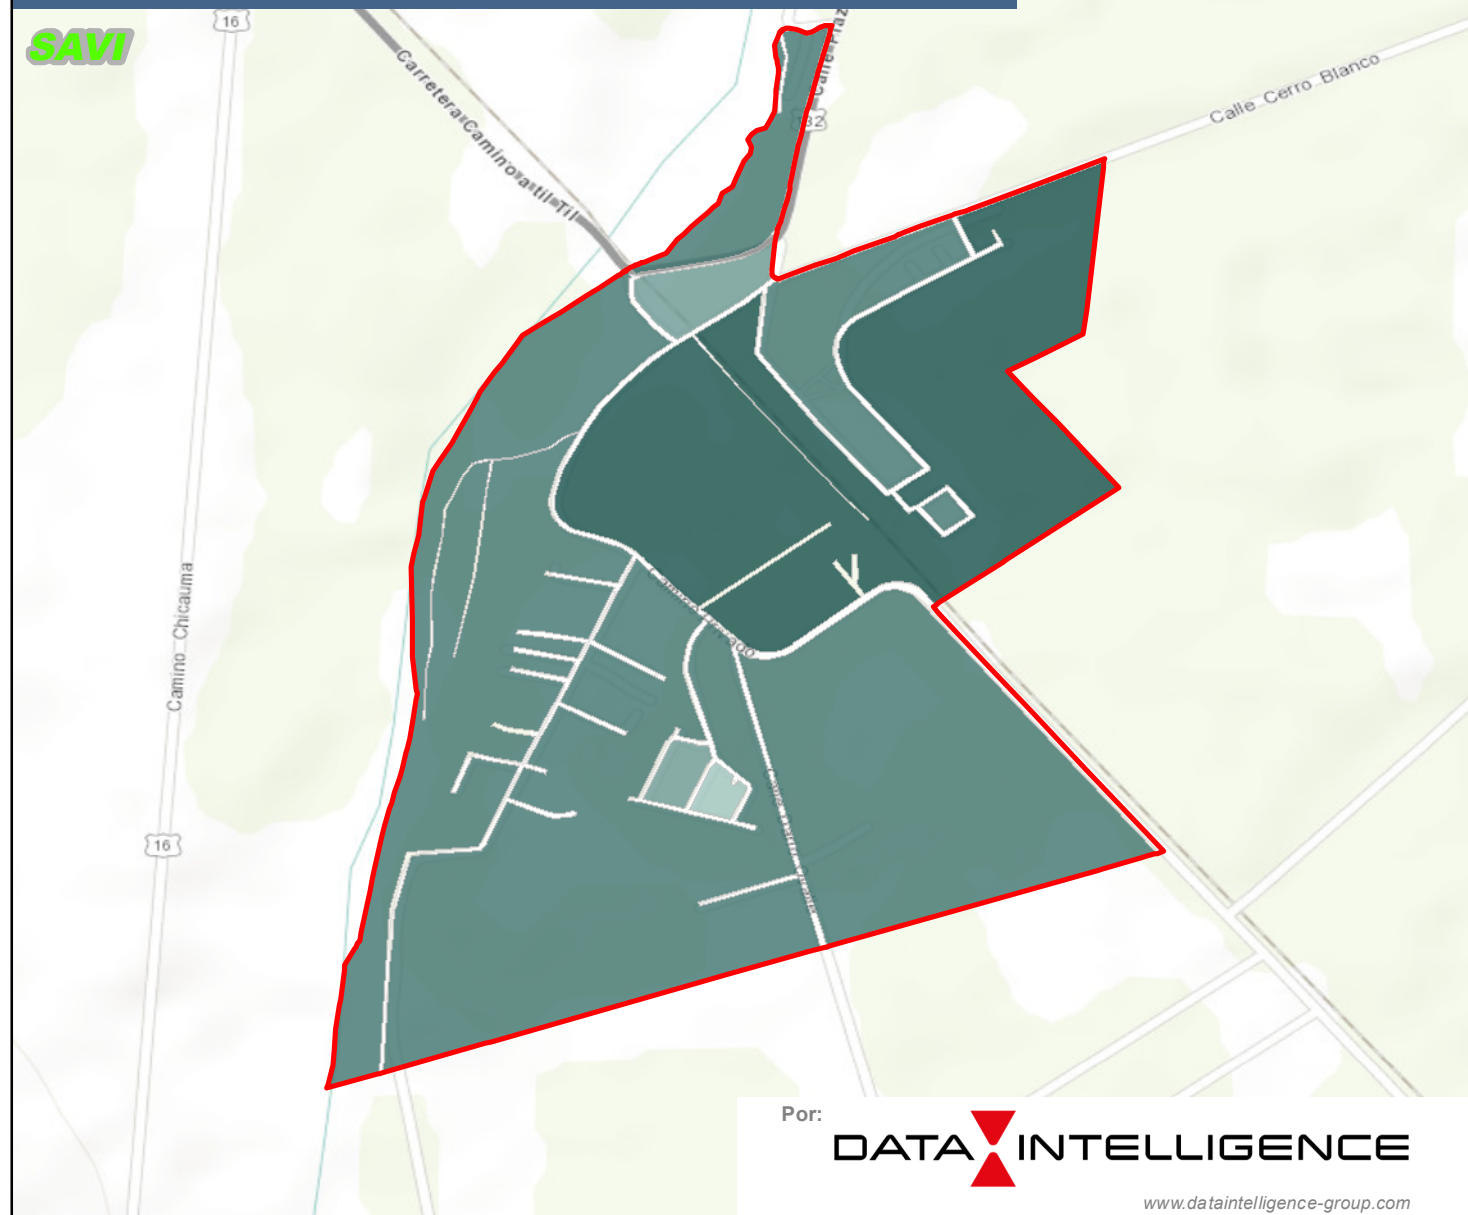 16
SAVI
Carretera Camino a til-Til
132
Calle Cerro Blanco
Camino Chicauma
16
Por:
DATA INTELLIGENCE
www.dataintelligence-group.com